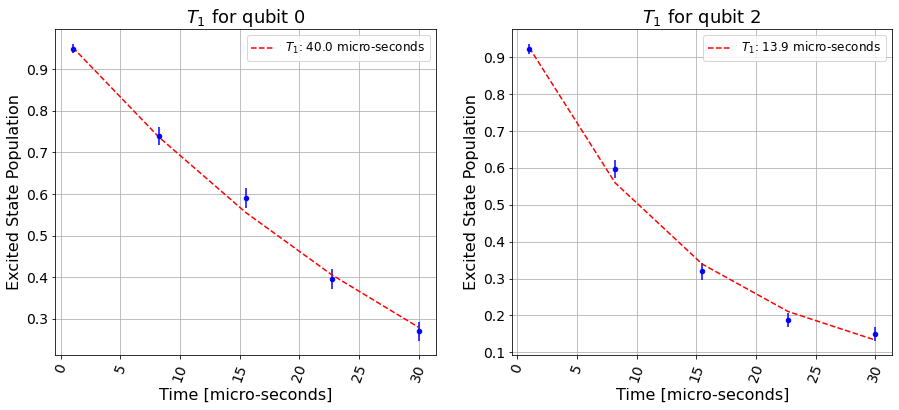 T₁ for qubit 0
T₁: 40.0 micro-seconds
Excited State Population
0.9
0.8
0.7
0.6
0.5
0.4
0.3
0 5 10 15 20 25 30
Time [micro-seconds]
T₁ for qubit 2
T₁: 13.9 micro-seconds
Excited State Population
0.9
0.8
0.7
0.6
0.5
0.4
0.3
0.2
0.1
0 5 10 15 20 25 30
Time [micro-seconds]